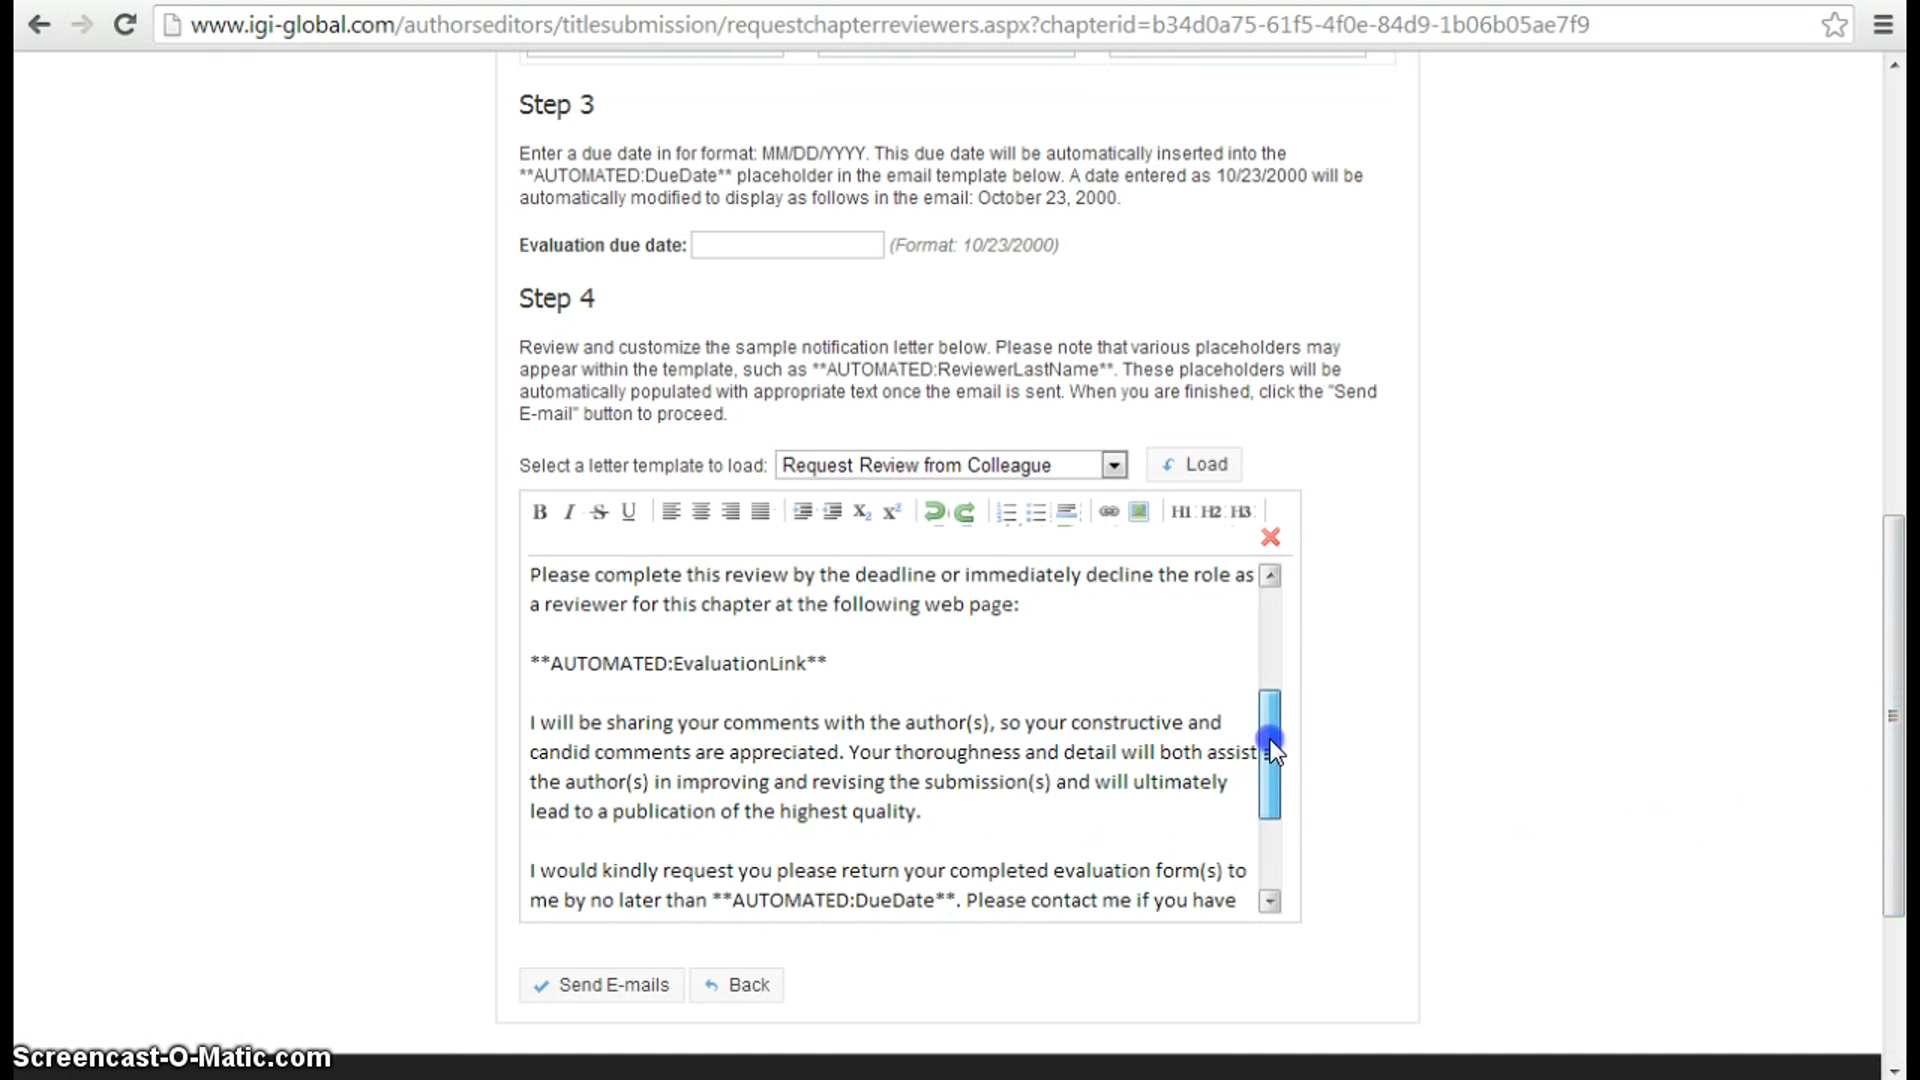 www.igi-global.com/authorseditors/titlesubmission/requestchapterreviewers.aspx?chapterid=b34d0a75-61f5-4f0e-84d9-1b06b05ae7f9
Step 3
Enter a due date in for format: MM/DD/YYYY. This due date will be automatically inserted into the
**AUTOMATED:DueDate** placeholder in the email template below. A date entered as 10/23/2000 will be
automatically modified to display as follows in the email: October 23, 2000.
Evaluation due date: (Format: 10/23/2000)
Step 4
Review and customize the sample notification letter below. Please note that various placeholders may
appear within the template, such as **AUTOMATED:ReviewerLastName**. These placeholders will be
automatically populated with appropriate text once the email is sent. When you are finished, click the "Send
E-mail" button to proceed.
Select a letter template to load: Request Review from Colleague Load
B I S U X₂ X² H1 H2 H3
Please complete this review by the deadline or immediately decline the role as
a reviewer for this chapter at the following web page:
**AUTOMATED:EvaluationLink**
I will be sharing your comments with the author(s), so your constructive and
candid comments are appreciated. Your thoroughness and detail will both assist
the author(s) in improving and revising the submission(s) and will ultimately
lead to a publication of the highest quality.
I would kindly request you please return your completed evaluation form(s) to
me by no later than **AUTOMATED:DueDate**. Please contact me if you have
Send E-mails Back
Screencast-O-Matic.com